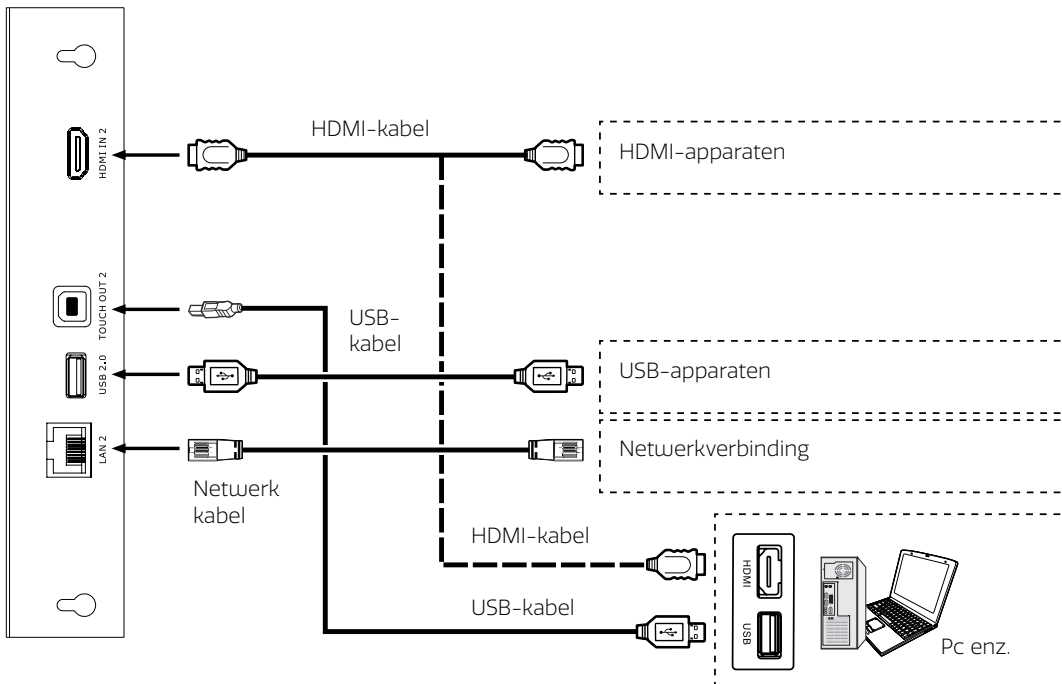 HDMI-kabel
HDMI IN 2
HDMI-apparaten
TOUCH OUT 2
USB-
kabel
USB 2.0
USB-apparaten
LAN 2
Netwerkverbinding
Netwerk
kabel
HDMI-kabel
HDMI
USB-kabel
USB
Pc enz.